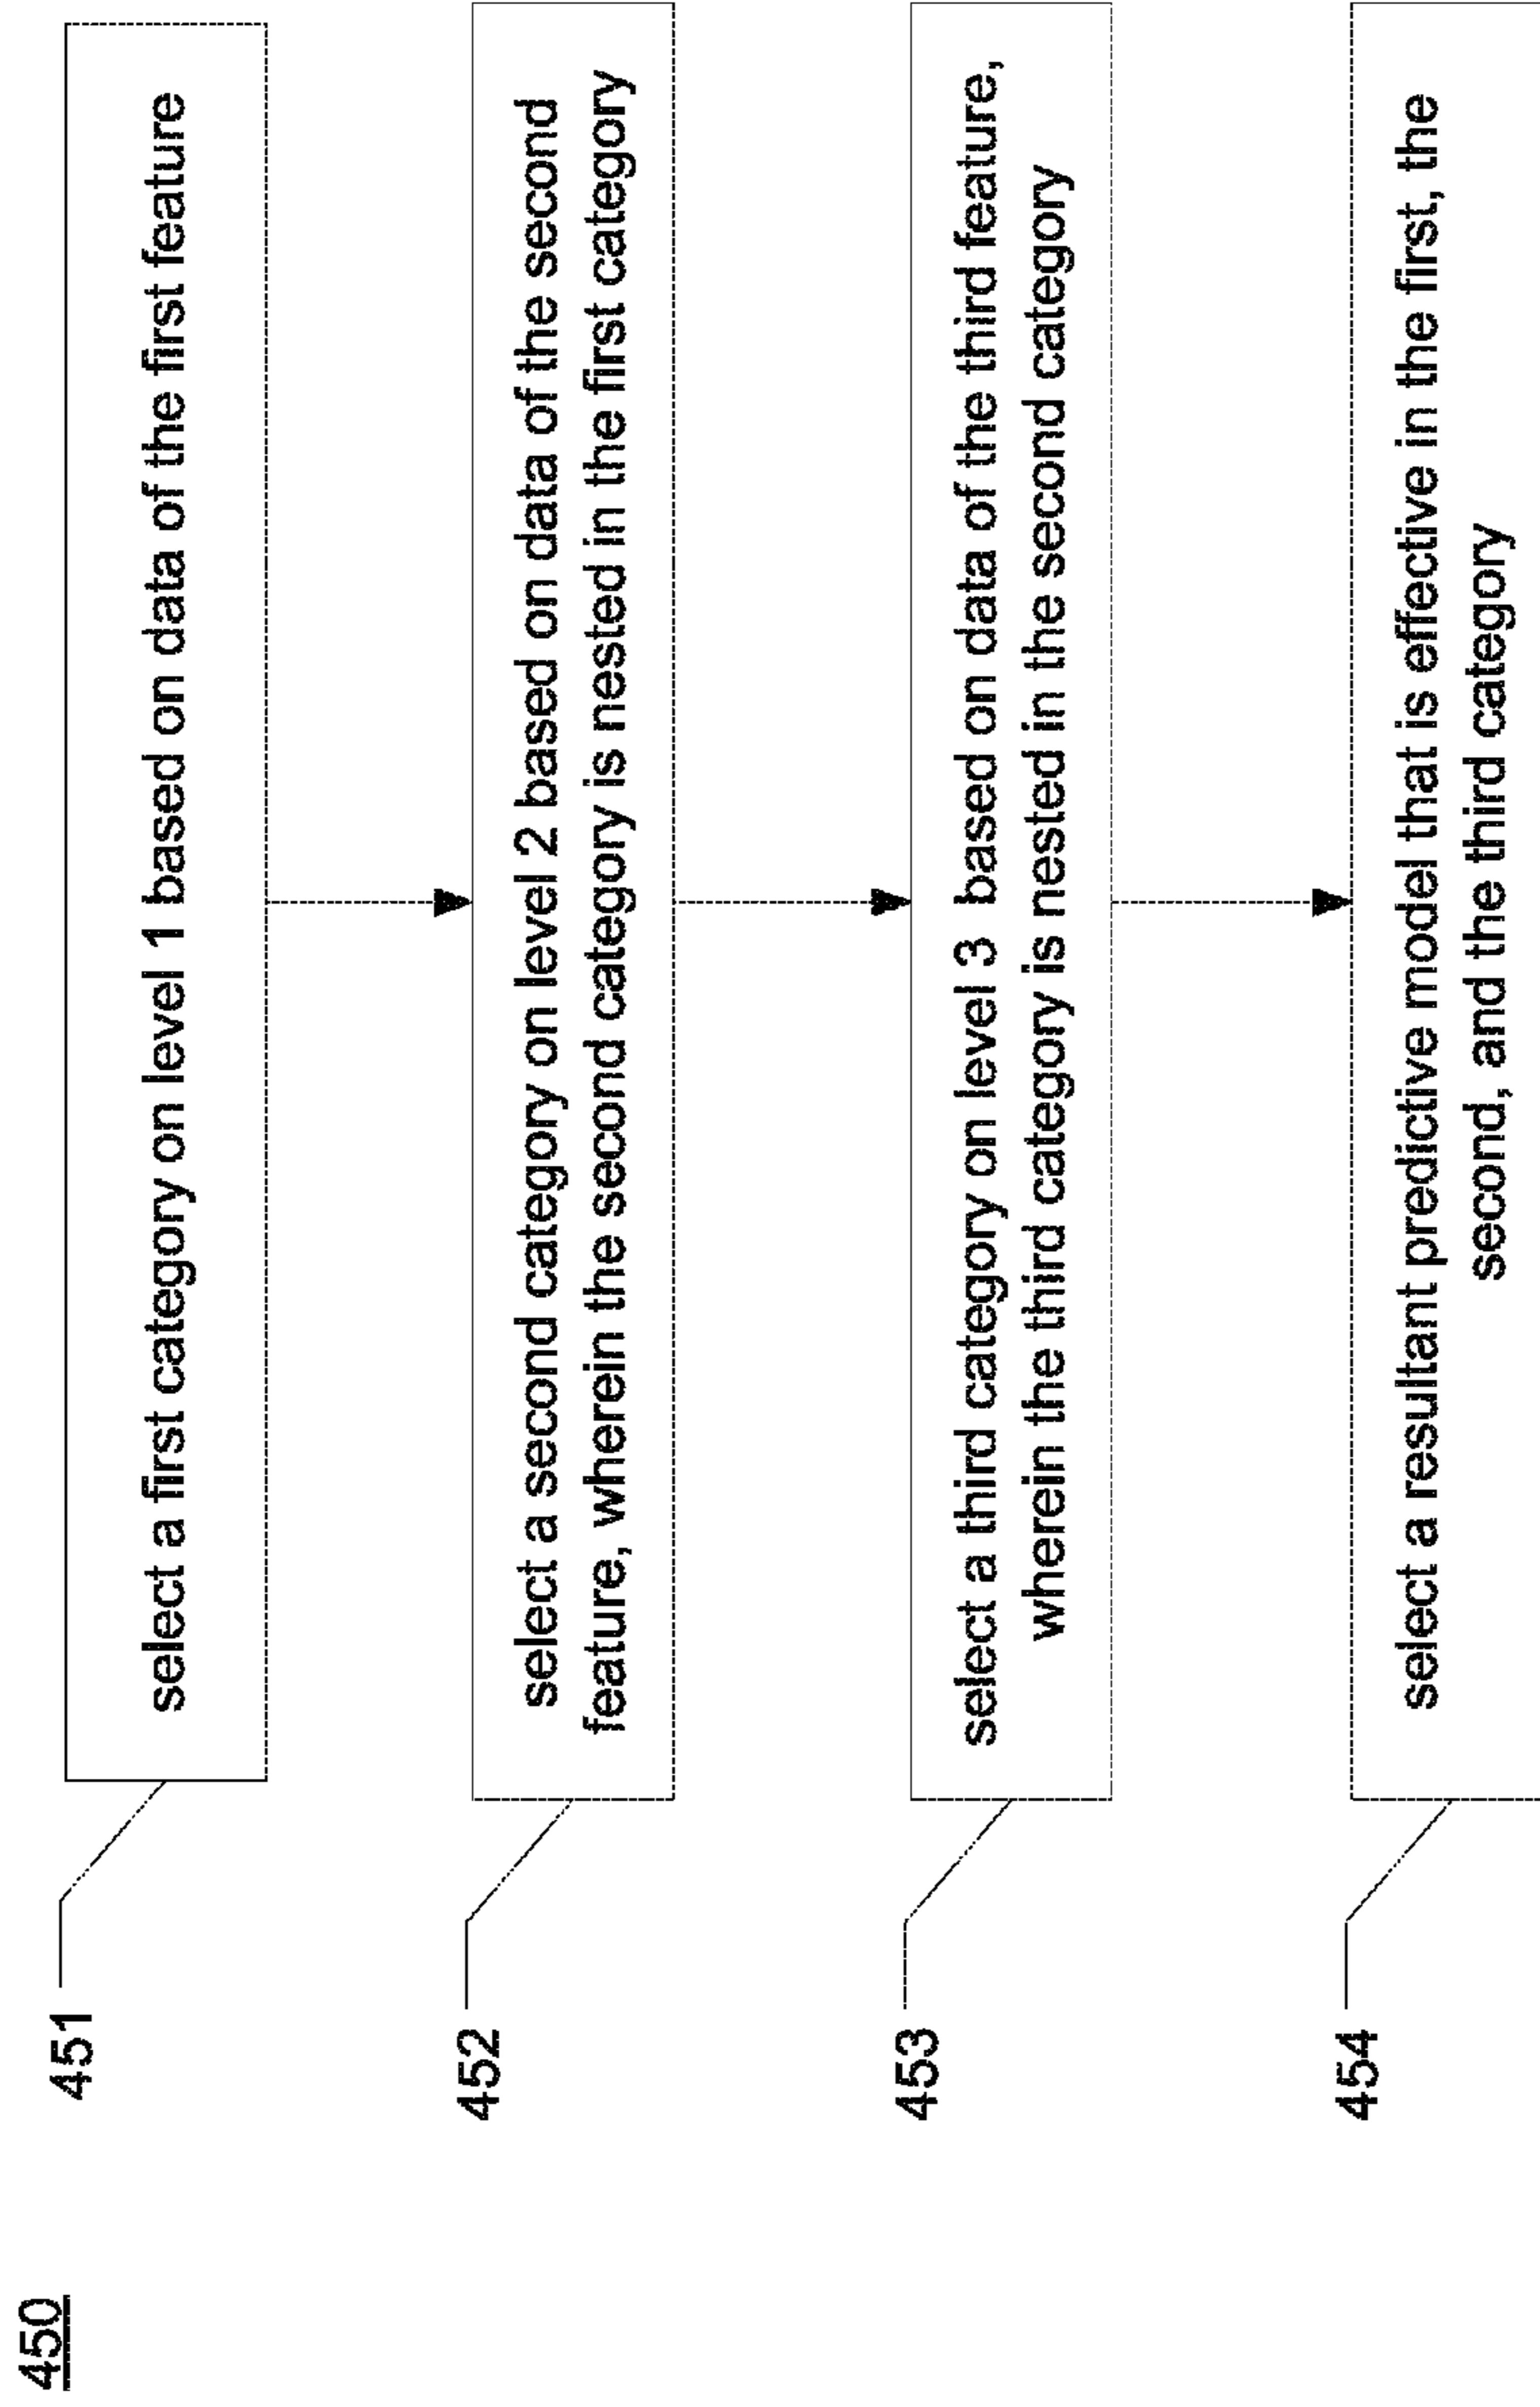 450
451
select a first category on level 1 based on data of the first feature
452
select a second category on level 2 based on data of the second
feature, wherein the second category is nested in the first category
453
select a third category on level 3 based on data of the third feature,
wherein the third category is nested in the second category
454
select a resultant predictive model that is effective in the first, the
second, and the third category